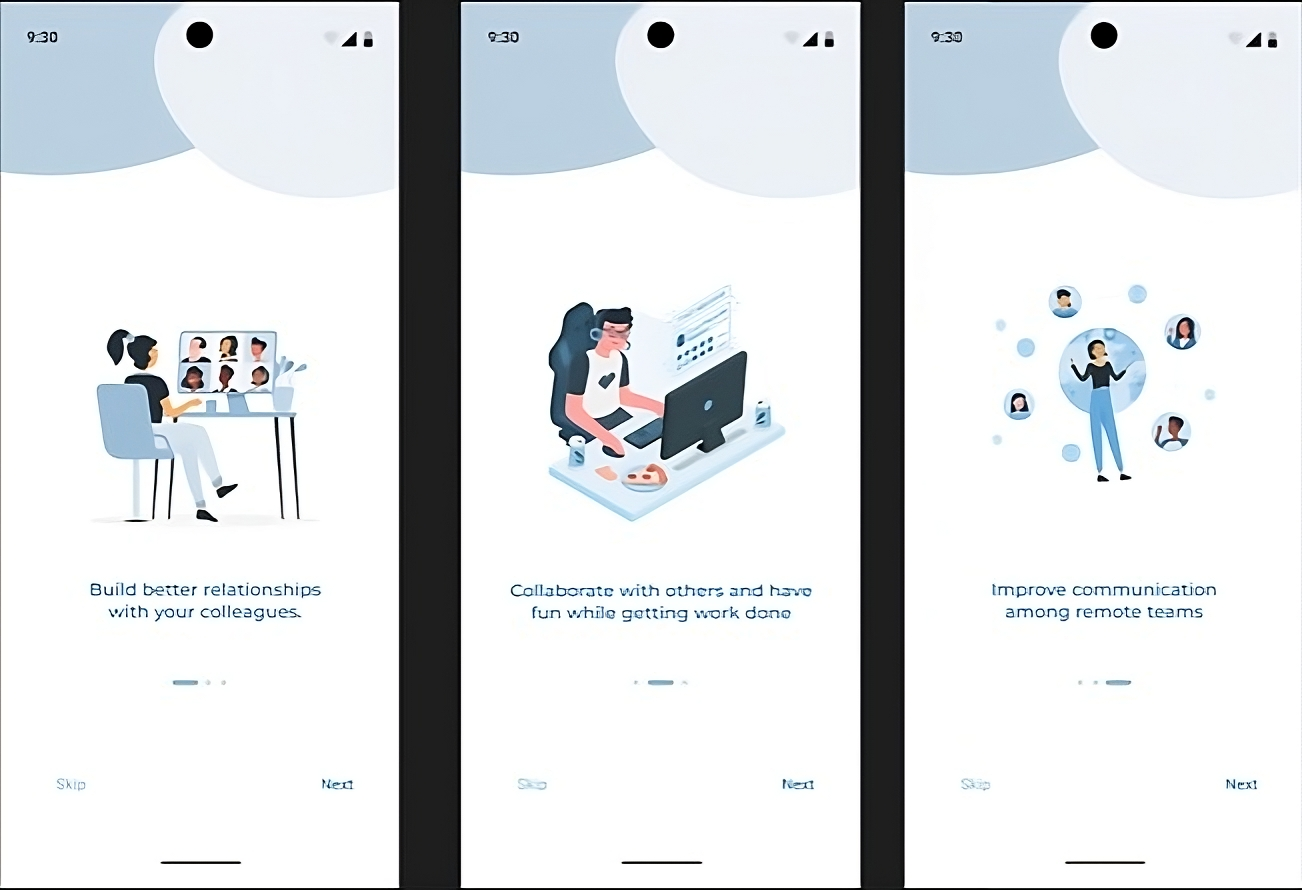 9:30
Build better relationships
with your colleagues.
Skip
Next
9:30
Collaborate with others and have
fun while getting work done
Skip
Next
9:30
Improve communication
among remote teams
Skip
Next